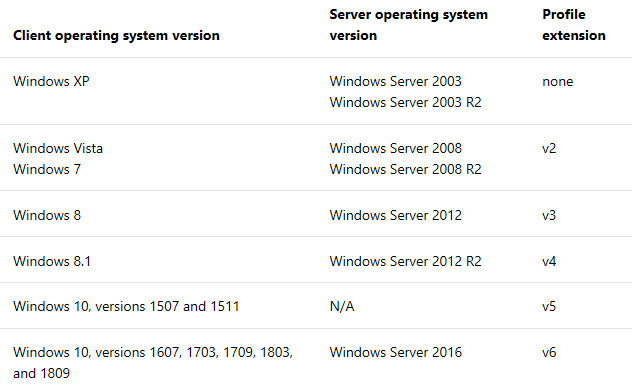 Client operating system version Server operating system version Profile extension
Windows XP Windows Server 2003 none
Windows Server 2003 R2
Windows Vista Windows Server 2008 v2
Windows 7 Windows Server 2008 R2
Windows 8 Windows Server 2012 v3
Windows 8.1 Windows Server 2012 R2 v4
Windows 10, versions 1507 and 1511 N/A v5
Windows 10, versions 1607, 1703, 1709, 1803, Windows Server 2016 v6
and 1809